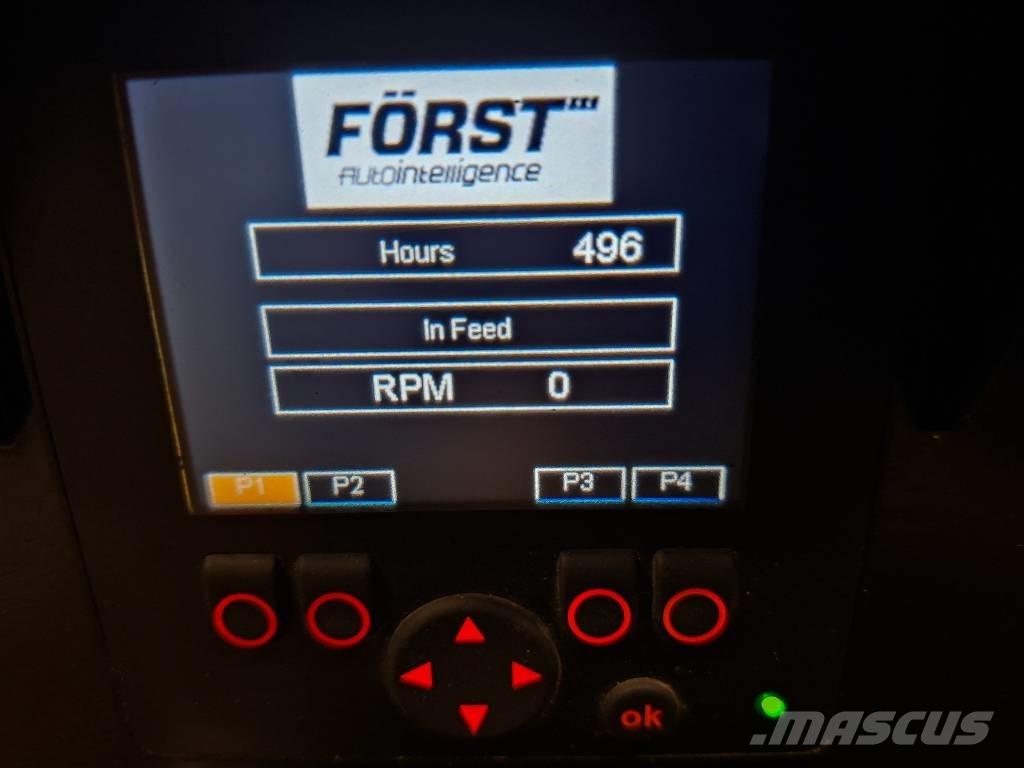 FÖRST
Autointelligence
Hours 496
In Feed
RPM 0
P1 P2 P3 P4
ok
MASCUS